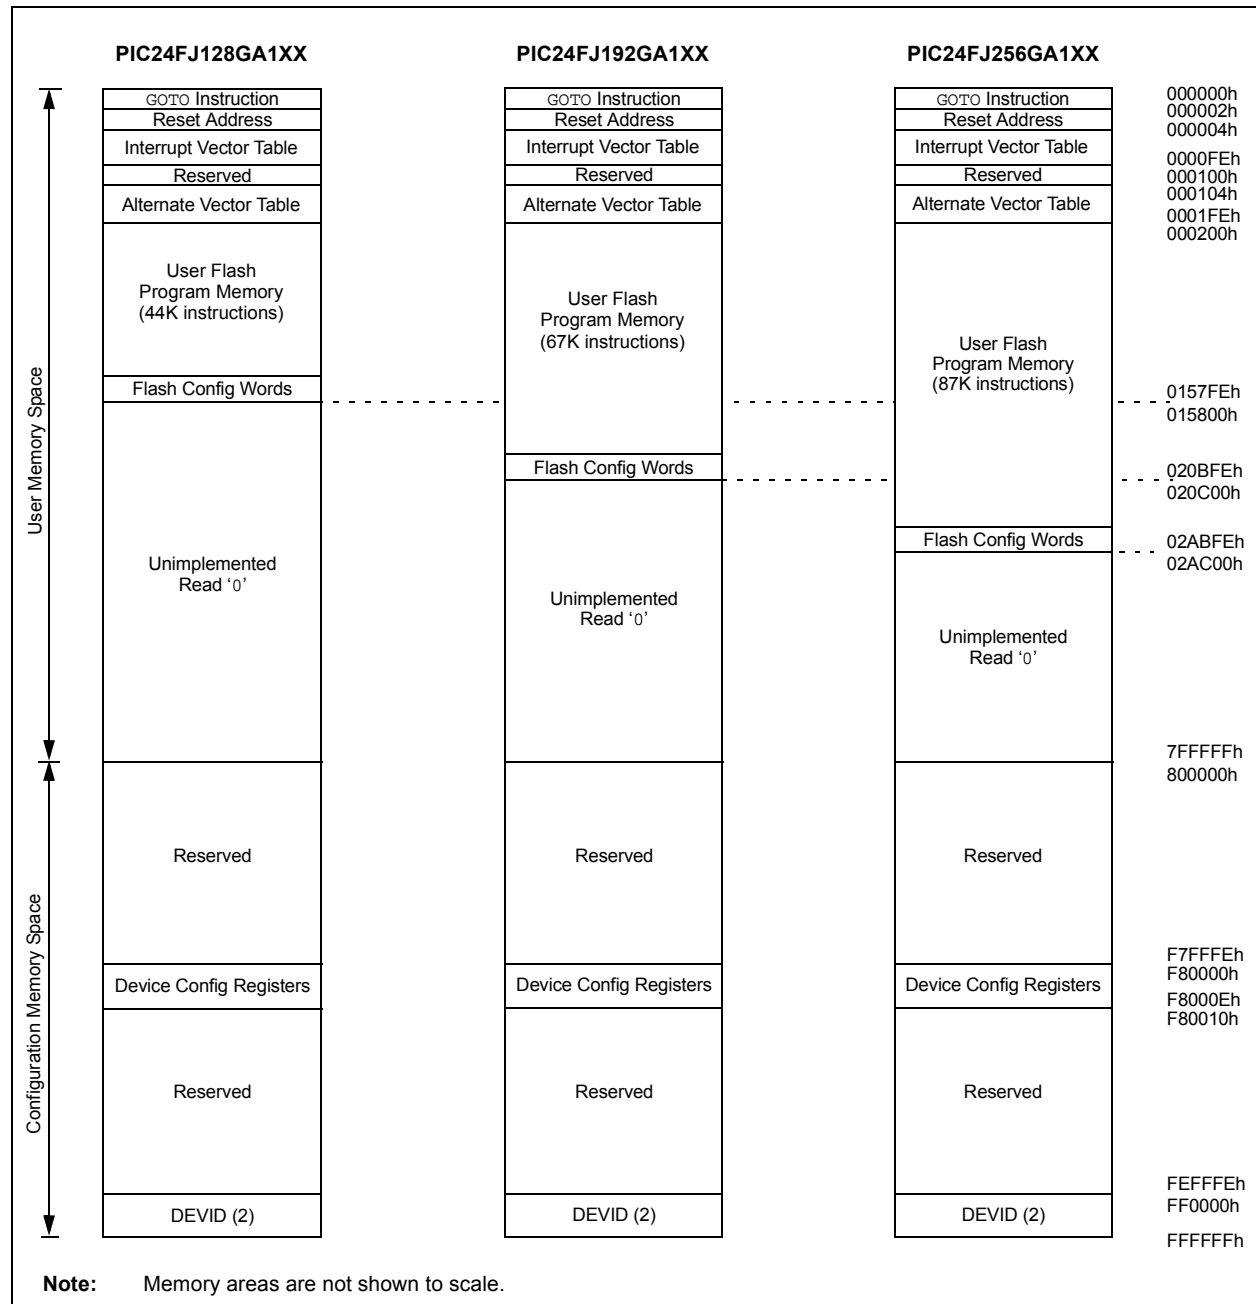 PIC24FJ128GA1XX
PIC24FJ192GA1XX
PIC24FJ256GA1XX
GOTO Instruction
Reset Address
Interrupt Vector Table
Reserved
Alternate Vector Table
User Flash
Program Memory
(44K instructions)
Flash Config Words
Unimplemented
Read ‘0’
Reserved
Device Config Registers
Reserved
DEVID (2)
GOTO Instruction
Reset Address
Interrupt Vector Table
Reserved
Alternate Vector Table
User Flash
Program Memory
(67K instructions)
Flash Config Words
Unimplemented
Read ‘0’
Reserved
Device Config Registers
Reserved
DEVID (2)
GOTO Instruction
Reset Address
Interrupt Vector Table
Reserved
Alternate Vector Table
User Flash
Program Memory
(87K instructions)
Flash Config Words
Unimplemented
Read ‘0’
Reserved
Device Config Registers
Reserved
DEVID (2)
000000h
000002h
000004h
0000FEh
000100h
000104h
0001FEh
000200h
0157FEh
015800h
020BFEh
020C00h
02ABFEh
02AC00h
7FFFFFh
800000h
F7FFFEh
F80000h
F8000Eh
F80010h
FEFFFEh
FF0000h
FFFFFFh
User Memory Space
Configuration Memory Space
Note: Memory areas are not shown to scale.